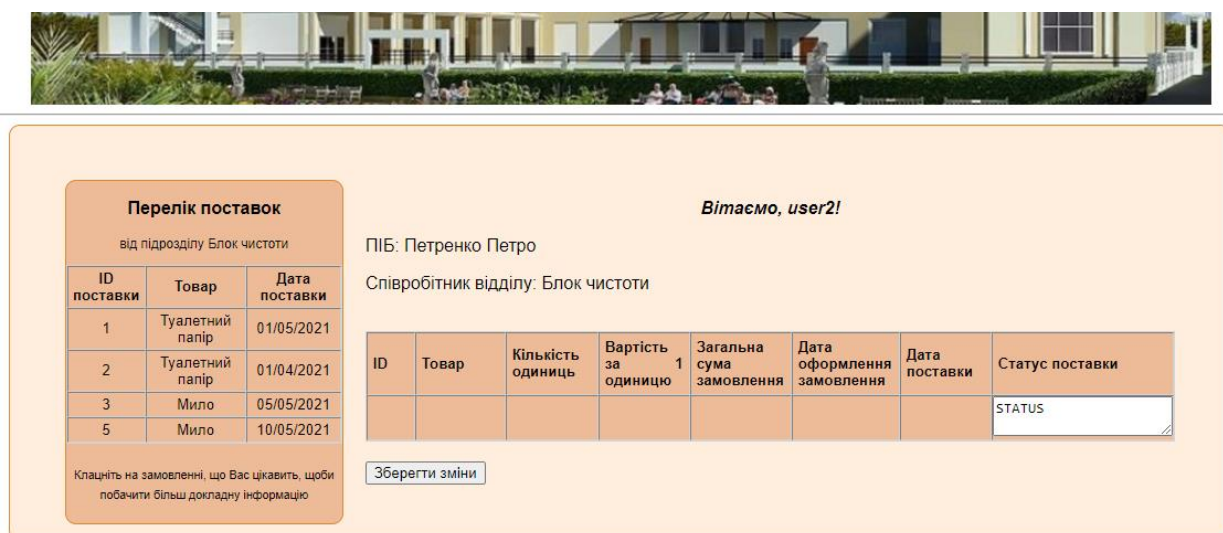 Перелік поставок
від підрозділу Блок чистоти
ID поставки Товар Дата поставки
1 Туалетний папір 01/05/2021
2 Туалетний папір 01/04/2021
3 Мило 05/05/2021
5 Мило 10/05/2021
Клацніть на замовленні, що Вас цікавить, щоби
побачити більш докладну інформацію
Вітаємо, user2!
ПІБ: Петренко Петро
Співробітник відділу: Блок чистоти
ID Товар Кількість одиниць Вартість за 1 одиницю Загальна сума замовлення Дата оформлення замовлення Дата поставки Статус поставки
STATUS
Зберегти зміни